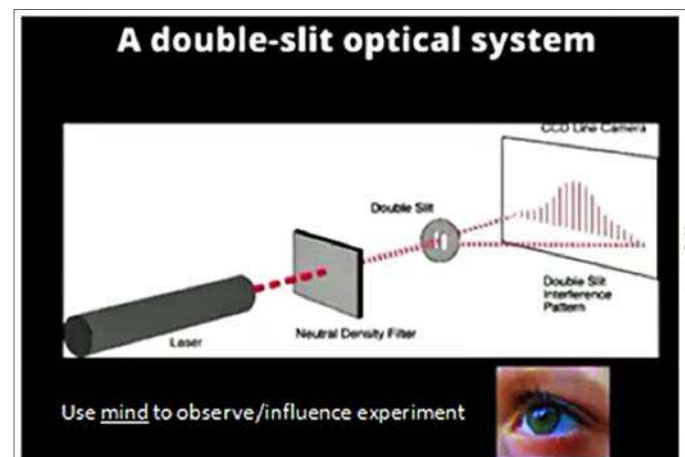 A double-slit optical system
CCD Line Camera
Double Slit
Double Slit
Interference
Pattern
Neutral Density Filter
Laser
Use mind to observe/influence experiment